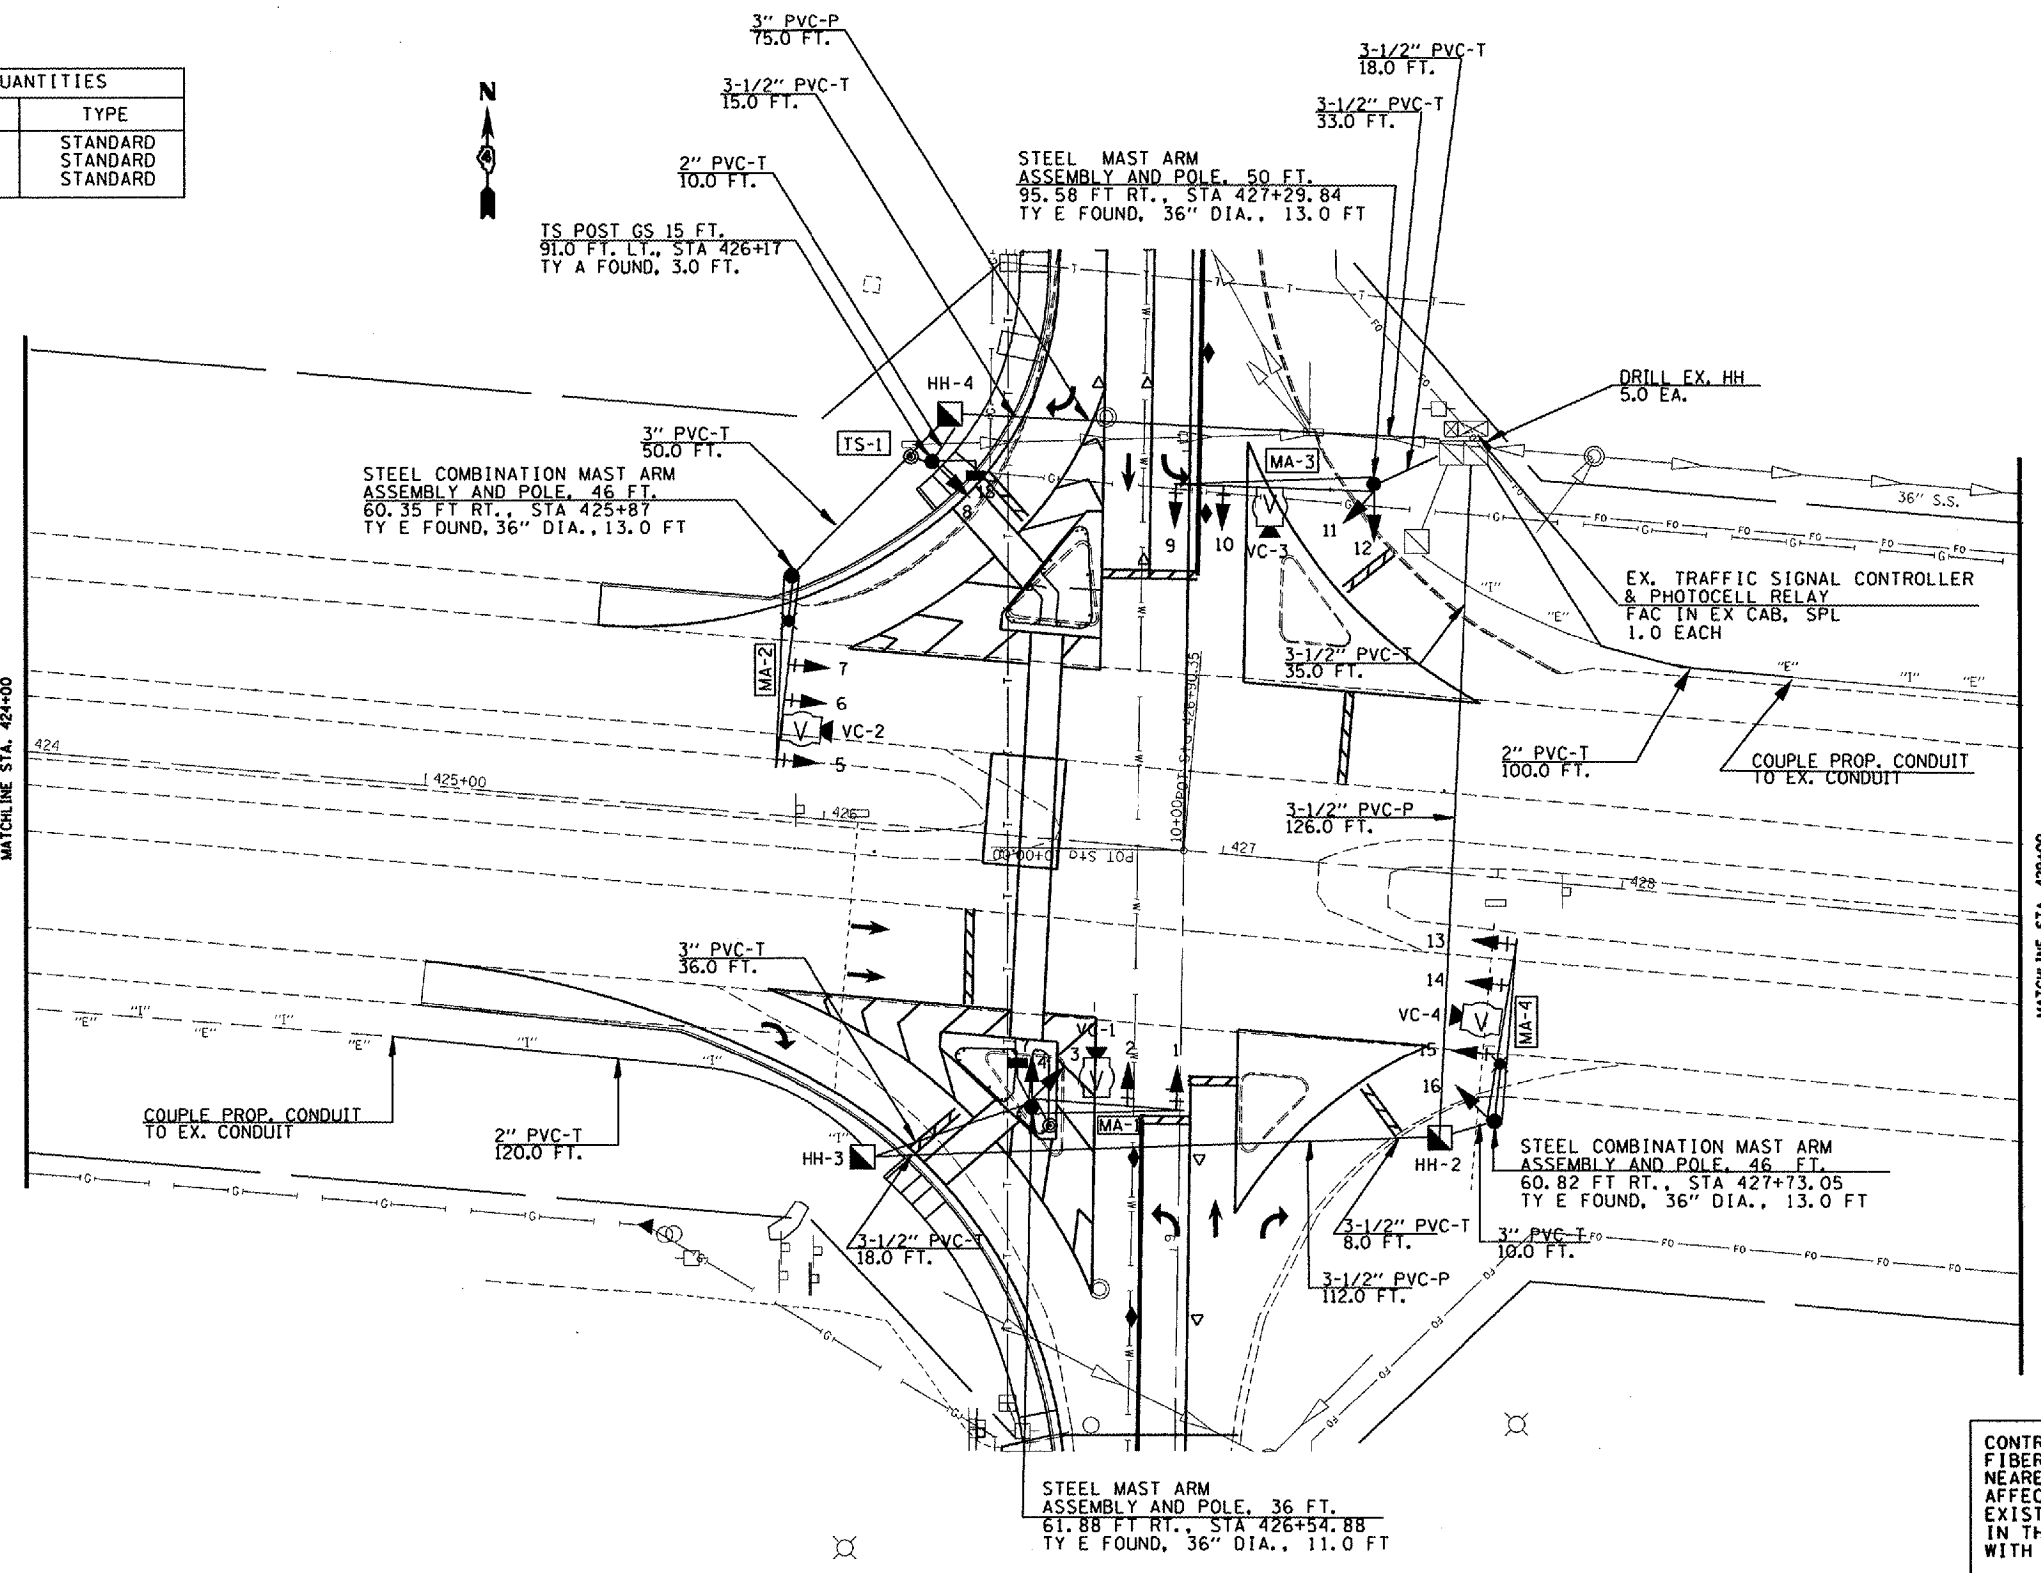 UANTITIES
TYPE
STANDARD
STANDARD
STANDARD
N
4
3" PVC-P
75.0 FT.
3-1/2" PVC-T
15.0 FT.
2" PVC-T
10.0 FT.
TS POST GS 15 FT.
91.0 FT. LT., STA 426+17
TY A FOUND, 3.0 FT.
STEEL MAST ARM
ASSEMBLY AND POLE, 50 FT.
95.58 FT RT., STA 427+29.84
TY E FOUND, 36" DIA., 13.0 FT
3-1/2" PVC-T
18.0 FT.
3-1/2" PVC-T
33.0 FT.
DRILL EX. HH
5.0 EA.
HH-4
TS-1
3" PVC-T
50.0 FT.
STEEL COMBINATION MAST ARM
ASSEMBLY AND POLE, 46 FT.
60.35 FT RT., STA 425+87
TY E FOUND, 36" DIA., 13.0 FT
18
8
MA-3
V
VC-3
9
10
11
12
36" S.S.
EX. TRAFFIC SIGNAL CONTROLLER
& PHOTOCELL RELAY
FAC IN EX CAB, SPL
1.0 EACH
3-1/2" PVC-T
35.0 FT.
MA-2
7
6
V
VC-2
5
2" PVC-T
100.0 FT.
COUPLE PROP. CONDUIT
TO EX. CONDUIT
MATCHLINE STA. 424+00
424
425+00
426
427
428
3-1/2" PVC-P
126.0 FT.
3" PVC-T
36.0 FT.
13
14
VC-4
V
MA-4
15
16
VC-1
V
4
3
2
1
MA-1
COUPLE PROP. CONDUIT
TO EX. CONDUIT
2" PVC-T
120.0 FT.
HH-3
HH-2
STEEL COMBINATION MAST ARM
ASSEMBLY AND POLE, 46 FT.
60.82 FT RT., STA 427+73.05
TY E FOUND, 36" DIA., 13.0 FT
3-1/2" PVC-T
18.0 FT.
3-1/2" PVC-T
8.0 FT.
3" PVC-T
10.0 FT.
3-1/2" PVC-P
112.0 FT.
STEEL MAST ARM
ASSEMBLY AND POLE, 36 FT.
61.88 FT RT., STA 426+54.88
TY E FOUND, 36" DIA., 11.0 FT
CONTR
FIBER
NEARE
AFFEC
EXIST
IN TH
WITH